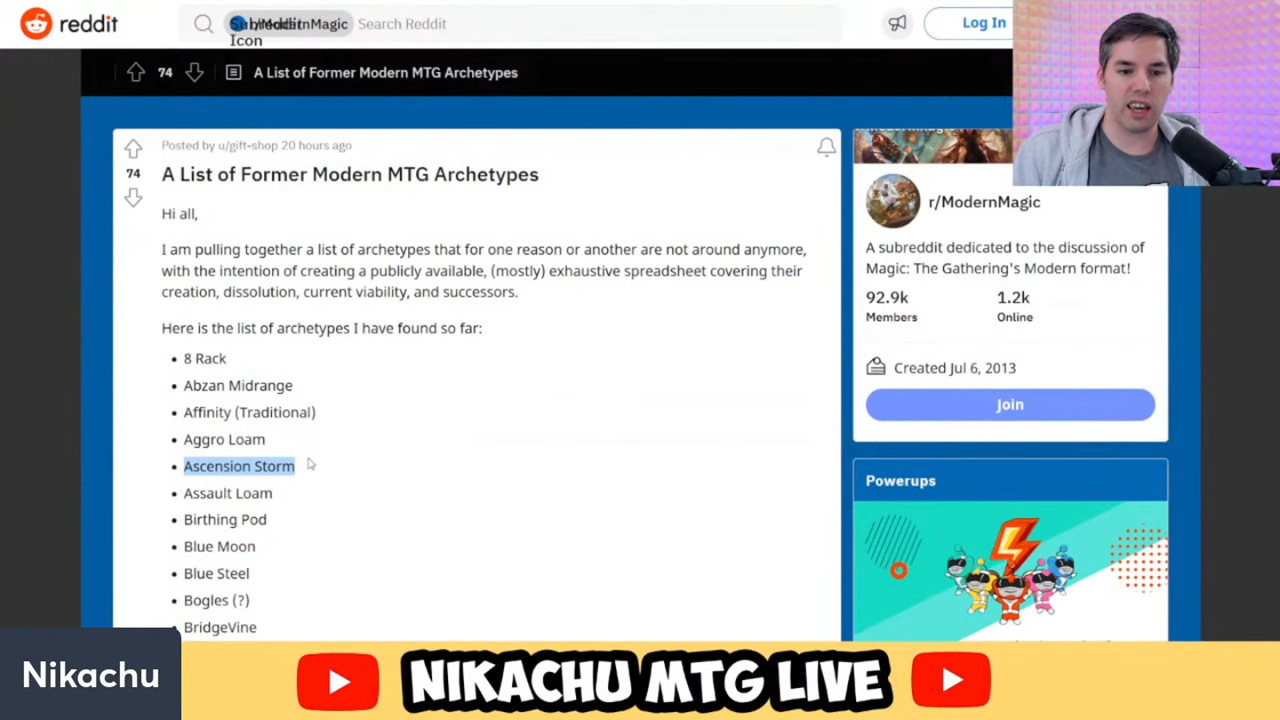 reddit
r/ModernMagic
Search Reddit
Icon
Log In
74
A List of Former Modern MTG Archetypes
Posted by u/gift-shop 20 hours ago
74
A List of Former Modern MTG Archetypes
Hi all,
I am pulling together a list of archetypes that for one reason or another are not around anymore,
with the intention of creating a publicly available, (mostly) exhaustive spreadsheet covering their
creation, dissolution, current viability, and successors.
Here is the list of archetypes I have found so far:
• 8 Rack
• Abzan Midrange
• Affinity (Traditional)
• Aggro Loam
• Ascension Storm
• Assault Loam
• Birthing Pod
• Blue Moon
• Blue Steel
• Bogles (?)
• BridgeVine
r/ModernMagic
A subreddit dedicated to the discussion of
Magic: The Gathering's Modern format!
92.9k
Members
1.2k
Online
Created Jul 6, 2013
Join
Powerups
Nikachu
NIKACHU MTG LIVE